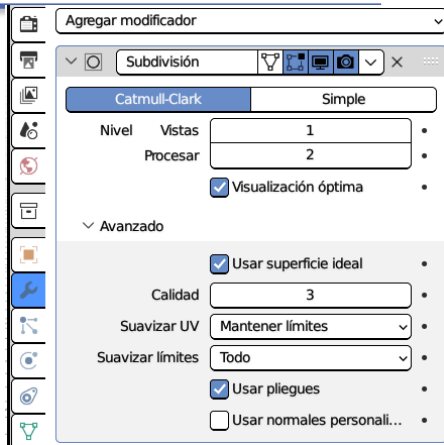 Agregar modificador
Subdivisión
Catmull-Clark Simple
Nivel Vistas 1
Procesar 2
Visualización óptima
Avanzado
Usar superficie ideal
Calidad 3
Suavizar UV Mantener límites
Suavizar límites Todo
Usar pliegues
Usar normales personali...